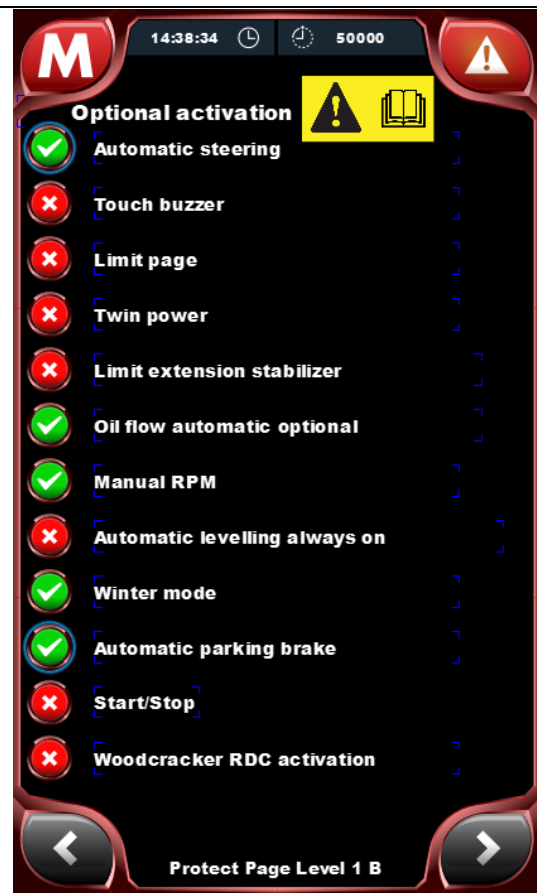 M
14:38:34 50000
Optional activation
Automatic steering
Touch buzzer
Limit page
Twin power
Limit extension stabilizer
Oil flow automatic optional
Manual RPM
Automatic levelling always on
Winter mode
Automatic parking brake
Start/Stop
Woodcracker RDC activation
Protect Page Level 1 B